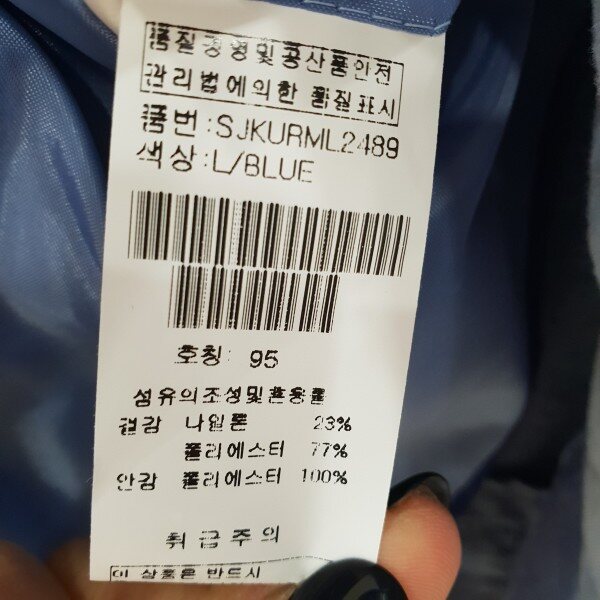 품질경영및공산품안전
관리법에의한 품질표시
품번:SJKURML2489
색상:L/BLUE
호칭: 95
섬유의조성및혼용률
겉감 나일론 23%
폴리에스터 77%
안감 폴리에스터 100%
취급주의
이 상품은 반드시